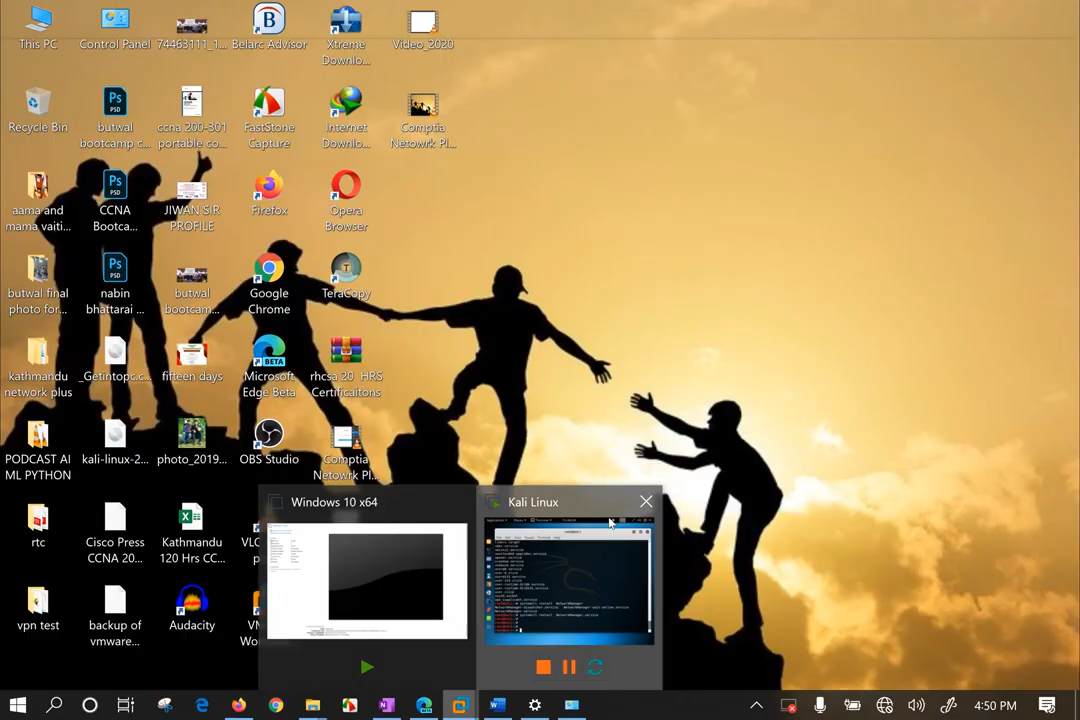 This PC
Control Panel
74463111_1...
Belarc Advisor
Xtreme
Downlo...
Video_2020
Recycle Bin
butwal
bootcamp c...
ccna 200-301
portable co...
FastStone
Capture
Internet
Downlo...
Comptia
Netowrk Pl...
aama and
mama vaiti...
CCNA
Bootca...
JIWAN SIR
PROFILE
Firefox
Opera
Browser
butwal final
photo for...
nabin
bhattarai ...
butwal
bootcam...
Google
Chrome
TeraCopy
kathmandu
network plus
_Getintopc.c...
fifteen days
Microsoft
Edge Beta
rhcsa 20 HRS
Certificaitons
PODCAST AI
ML PYTHON
kali-linux-2...
photo_2019...
OBS Studio
Comptia
Netowrk Pl...
rtc
Cisco Press
CCNA 20...
Kathmandu
120 Hrs CC...
VLC
vpn test
backup of
vmware...
Audacity
Wo
Windows 10 x64
Kali Linux
4:50 PM